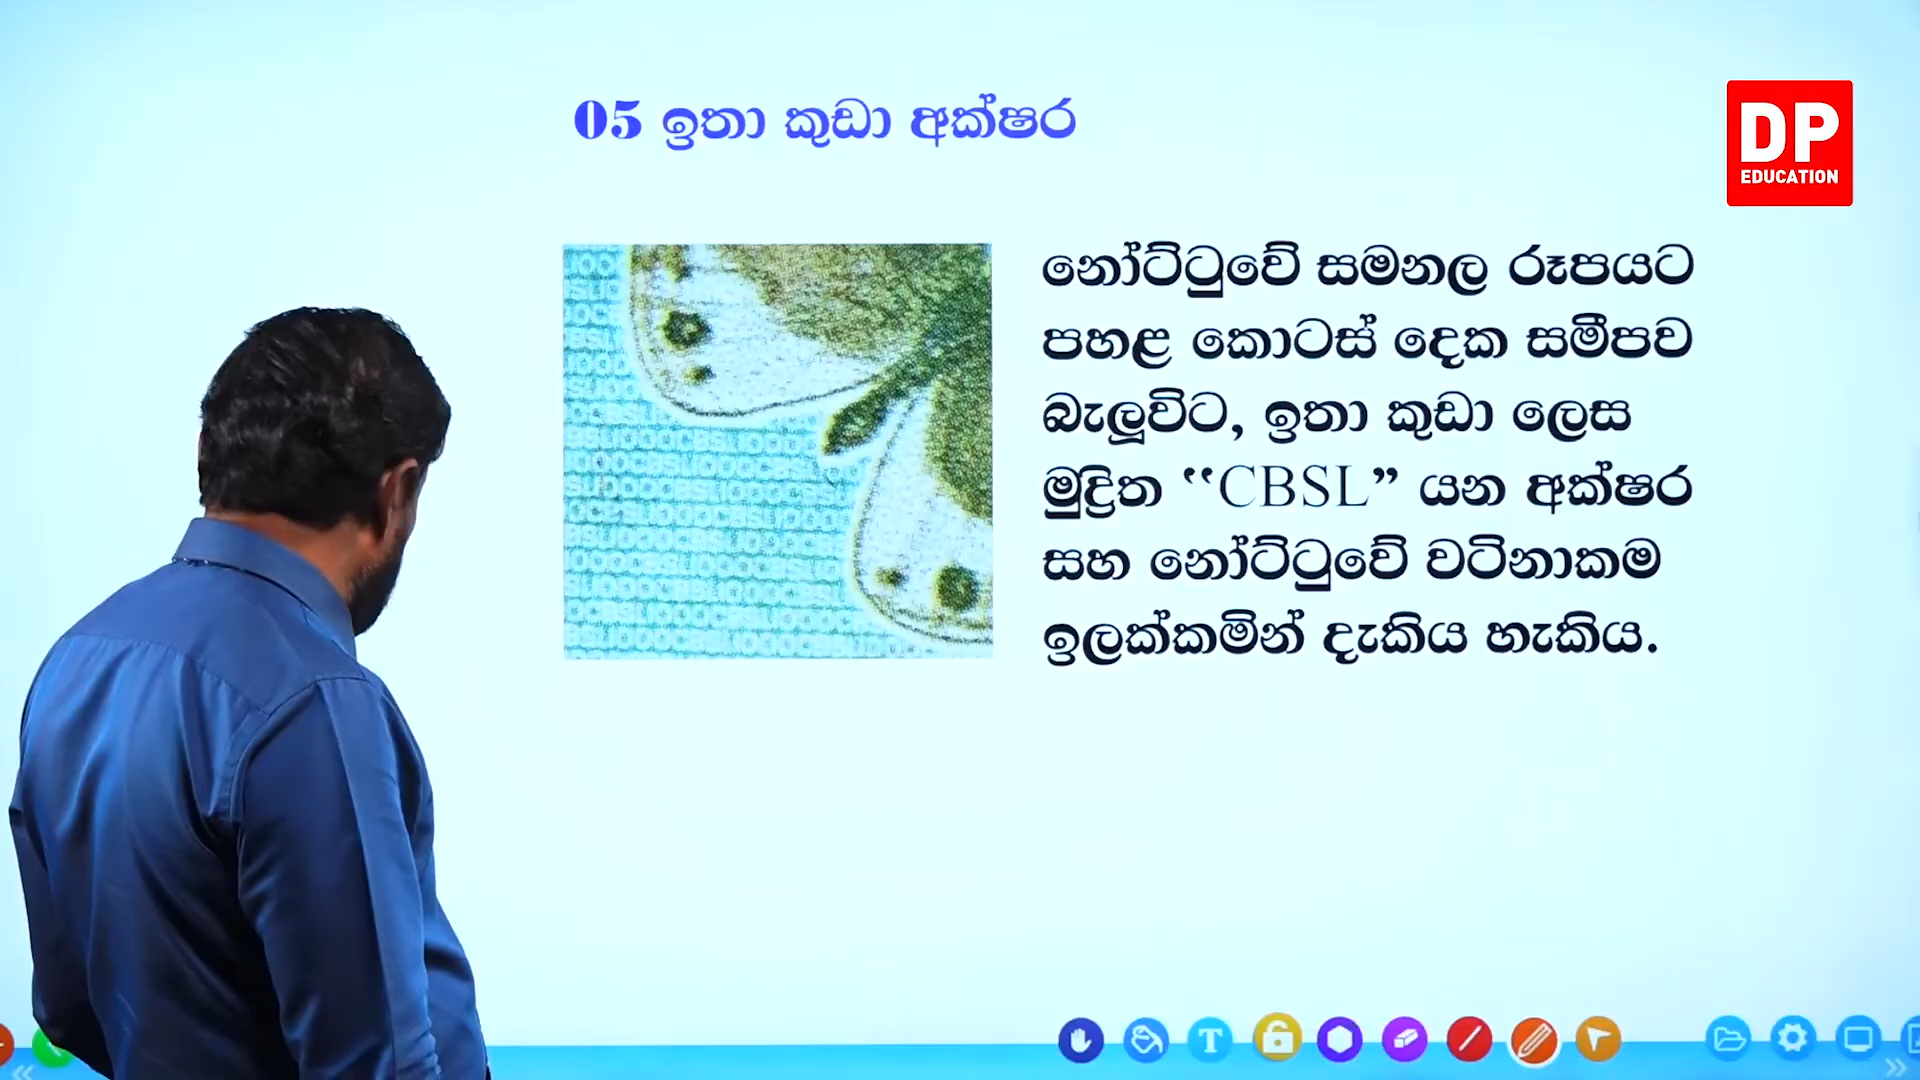 05 ඉතා කුඩා අක්ෂර
DP
EDUCATION
නෝට්ටුවේ සමනල රූපයට
පහළ කොටස් දෙක සමීපව
බැලූවිට, ඉතා කුඩා ලෙස
මුද්‍රිත “CBSL” යන අක්ෂර
සහ නෝට්ටුවේ වටිනාකම
ඉලක්කමින් දැකිය හැකිය.